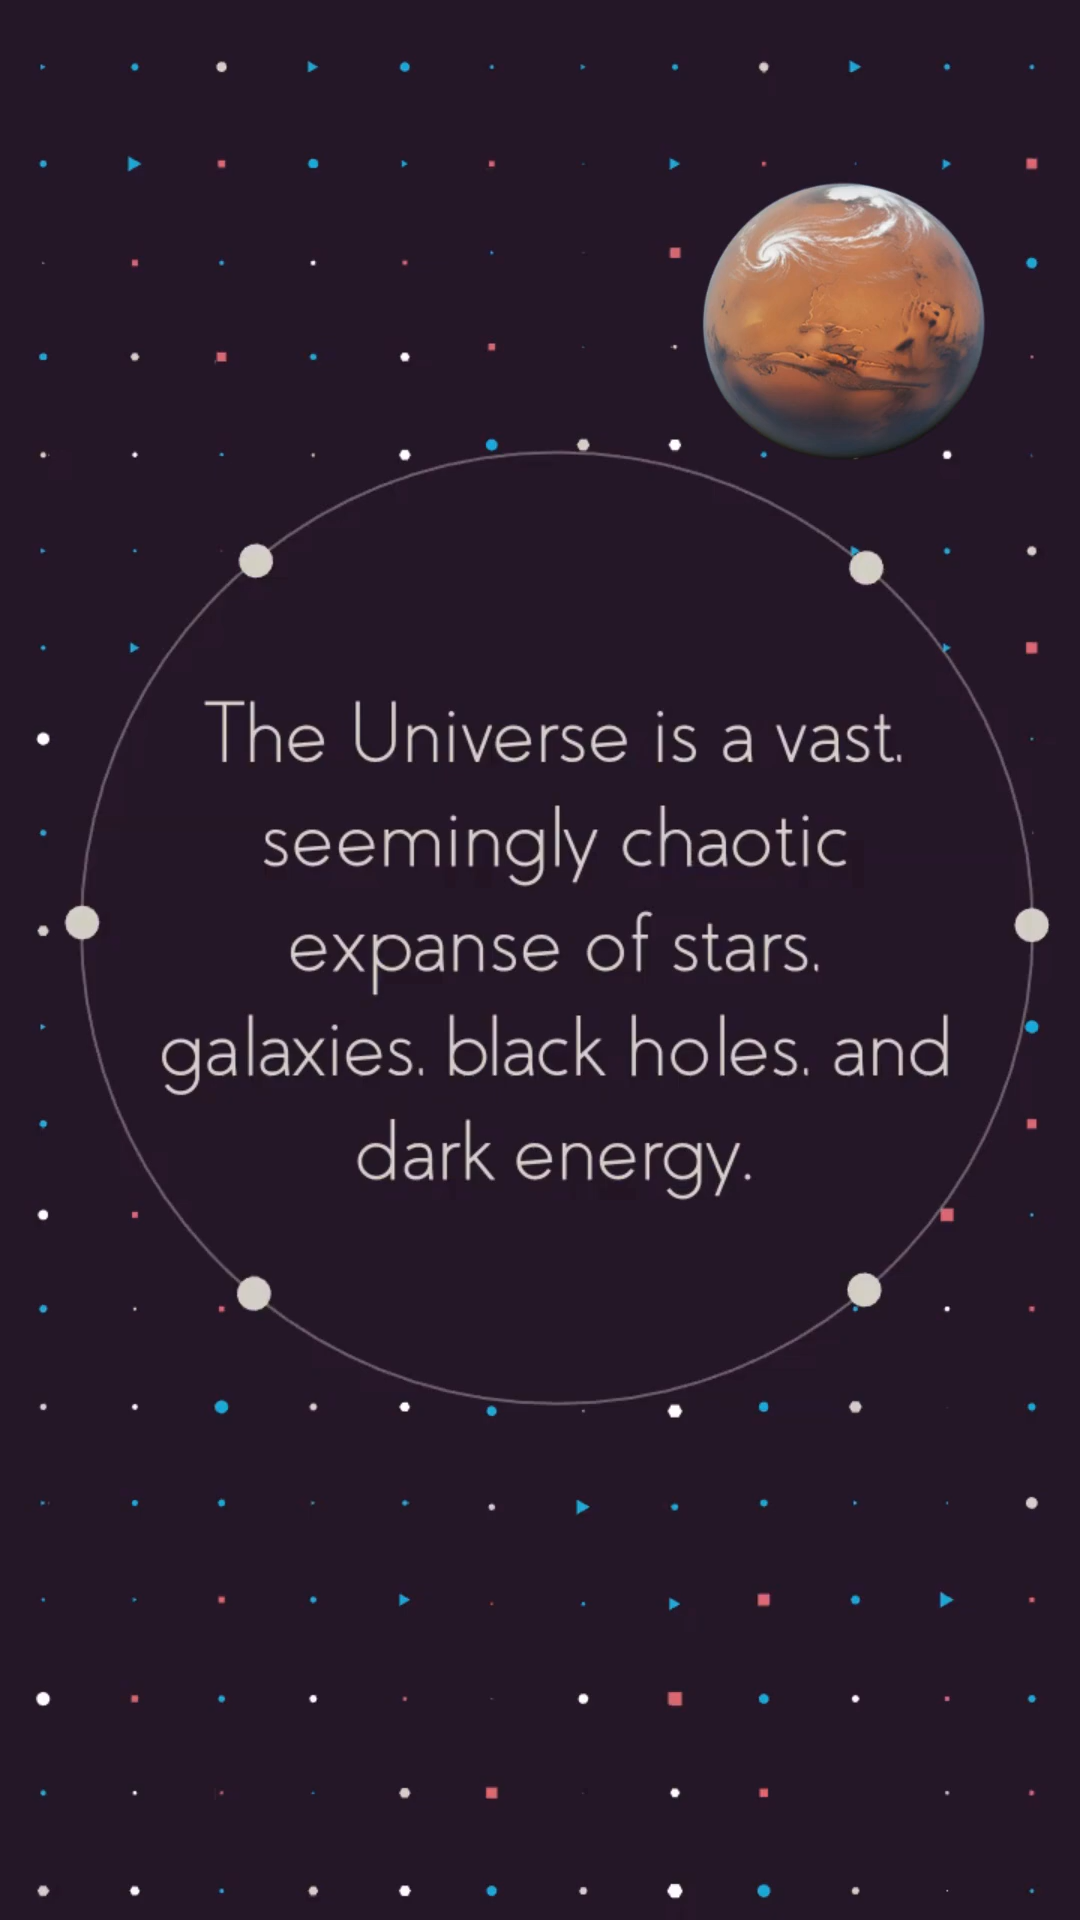 The Universe is a vast,
seemingly chaotic
expanse of stars,
galaxies, black holes, and
dark energy.